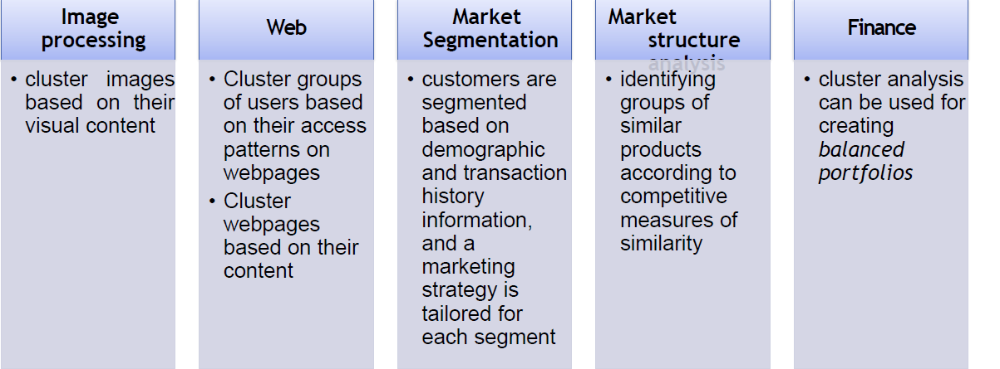 Image
processing
• cluster images
based on their
visual content
Web
• Cluster groups
of users based
on their access
patterns on
webpages
• Cluster
webpages
based on their
content
Market
Segmentation
• customers are
segmented
based on
demographic
and transaction
history
information,
and a
marketing
strategy is
tailored for
each segment
Market
structure
analysis
• identifying
groups of
similar
products
according to
competitive
measures of
similarity
Finance
• cluster analysis
can be used for
creating
balanced
portfolios